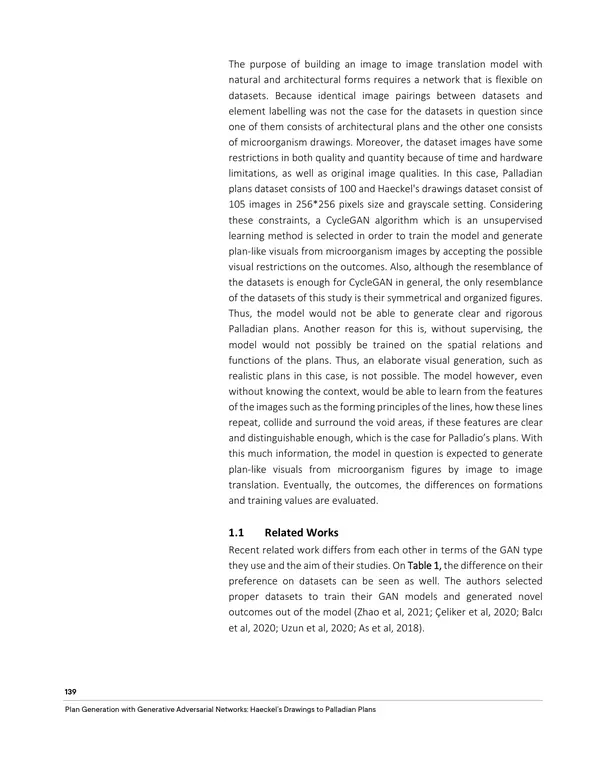 The purpose of building an image to image translation model with
natural and architectural forms requires a network that is flexible on
datasets. Because identical image pairings between datasets and
element labelling was not the case for the datasets in question since
one of them consists of architectural plans and the other one consists
of microorganism drawings. Moreover, the dataset images have some
restrictions in both quality and quantity because of time and hardware
limitations, as well as original image qualities. In this case, Palladian
plans dataset consists of 100 and Haeckel's drawings dataset consist of
105 images in 256*256 pixels size and grayscale setting. Considering
these constraints, a CycleGAN algorithm which is an unsupervised
learning method is selected in order to train the model and generate
plan-like visuals from microorganism images by accepting the possible
visual restrictions on the outcomes. Also, although the resemblance of
the datasets is enough for CycleGAN in general, the only resemblance
of the datasets of this study is their symmetrical and organized figures.
Thus, the model would not be able to generate clear and rigorous
Palladian plans. Another reason for this is, without supervising, the
model would not possibly be trained on the spatial relations and
functions of the plans. Thus, an elaborate visual generation, such as
realistic plans in this case, is not possible. The model however, even
without knowing the context, would be able to learn from the features
of the images such as the forming principles of the lines, how these lines
repeat, collide and surround the void areas, if these features are clear
and distinguishable enough, which is the case for Palladio's plans. With
this much information, the model in question is expected to generate
plan-like visuals from microorganism figures by image to image
translation. Eventually, the outcomes, the differences on formations
and training values are evaluated.
1.1 Related Works
Recent related work differs from each other in terms of the GAN type
they use and the aim of their studies. On Table 1, the difference on their
preference on datasets can be seen as well. The authors selected
proper datasets to train their GAN models and generated novel
outcomes out of the model (Zhao et al, 2021; Çeliker et al, 2020; Balcı
et al, 2020; Uzun et al, 2020; As et al, 2018).
139
Plan Generation with Generative Adversarial Networks: Haeckel's Drawings to Palladian Plans